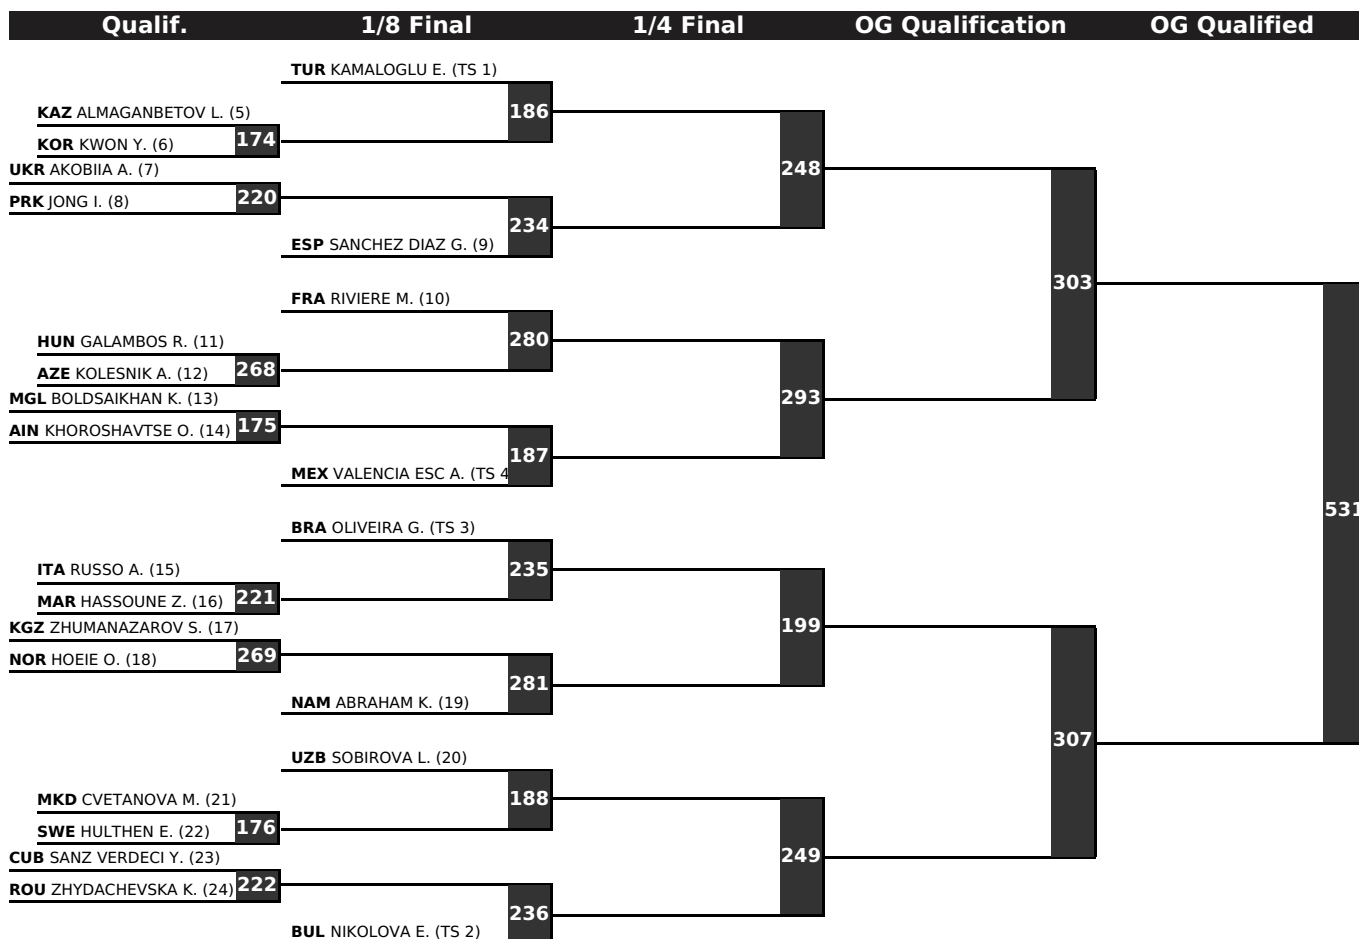 Qualif. 1/8 Final 1/4 Final OG Qualification OG Qualified
TUR KAMALOGLU E. (TS 1)
186
KAZ ALMAGANBETOV L. (5)
174
KOR KWON Y. (6)
UKR AKOBIIA A. (7)
248
220
PRK JONG I. (8)
234
ESP SANCHEZ DIAZ G. (9)
303
FRA RIVIERE M. (10)
280
HUN GALAMBOS R. (11)
268
AZE KOLESNIK A. (12)
MGL BOLDSAIKHAN K. (13)
293
175
AIN KHOROSHAVTSE O. (14)
187
MEX VALENCIA ESC A. (TS 4
531
BRA OLIVEIRA G. (TS 3)
235
ITA RUSSO A. (15)
221
MAR HASSOUNE Z. (16)
KGZ ZHUMANAZAROV S. (17)
199
269
NOR HOEIE O. (18)
281
NAM ABRAHAM K. (19)
307
UZB SOBIROVA L. (20)
188
MKD CVETANOVA M. (21)
176
SWE HULTHEN E. (22)
CUB SANZ VERDECI Y. (23)
249
222
ROU ZHYDACHEVSKA K. (24)
236
BUL NIKOLOVA E. (TS 2)